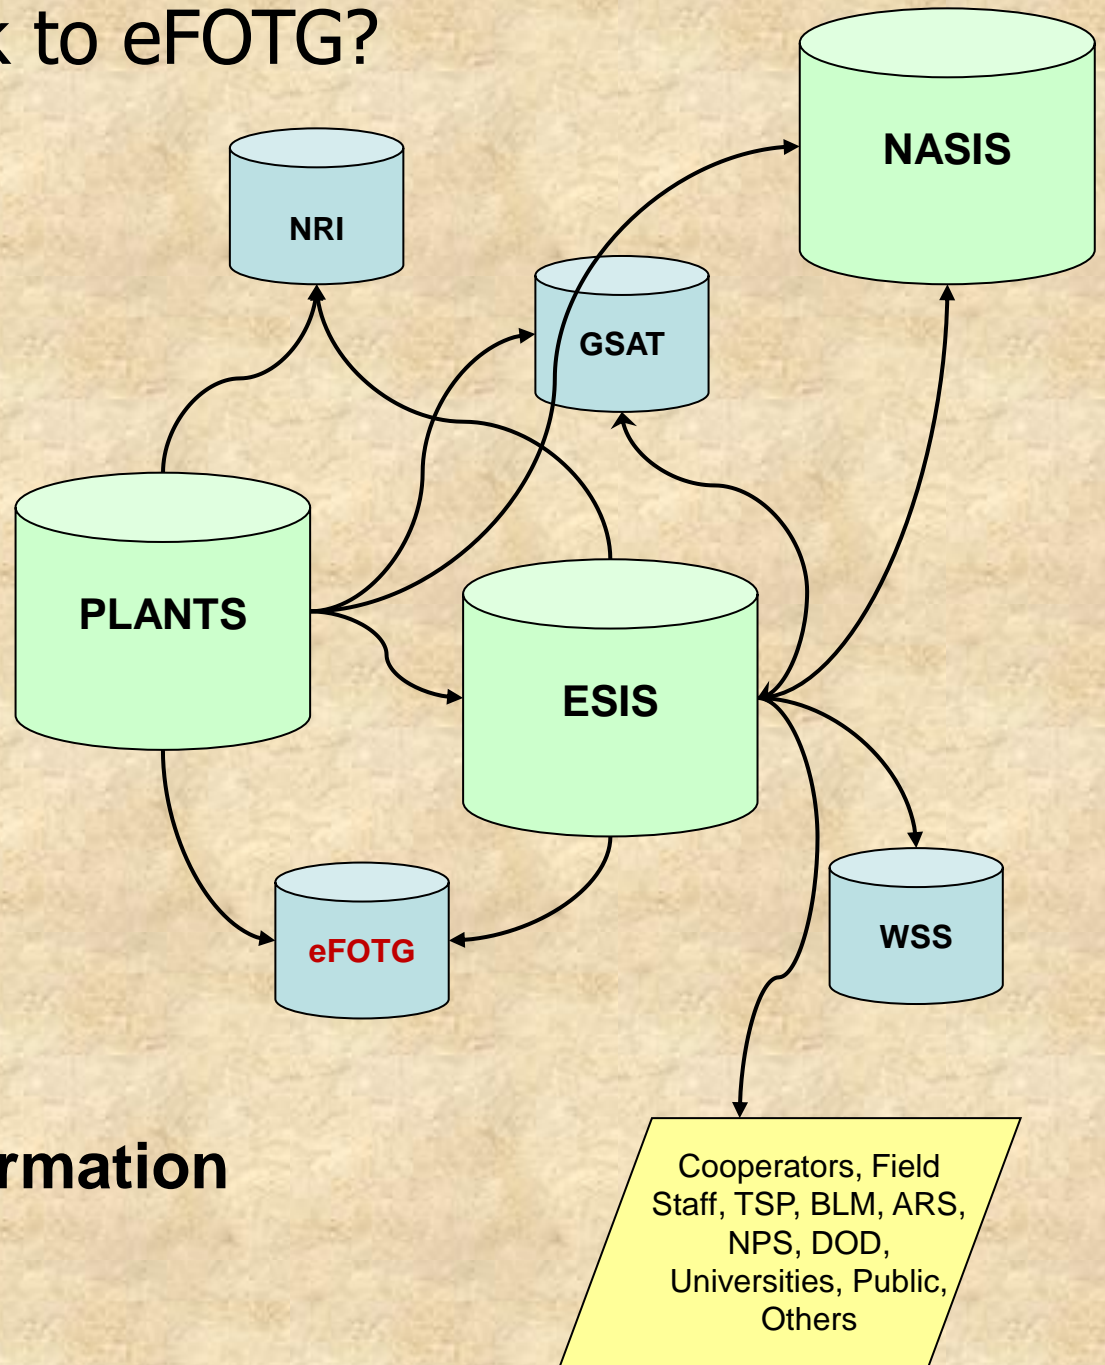 k to eFOTG?
NASIS
NRI
GSAT
PLANTS
ESIS
eFOTG
WSS
rmation
Cooperators, Field
Staff, TSP, BLM, ARS,
NPS, DOD,
Universities, Public,
Others